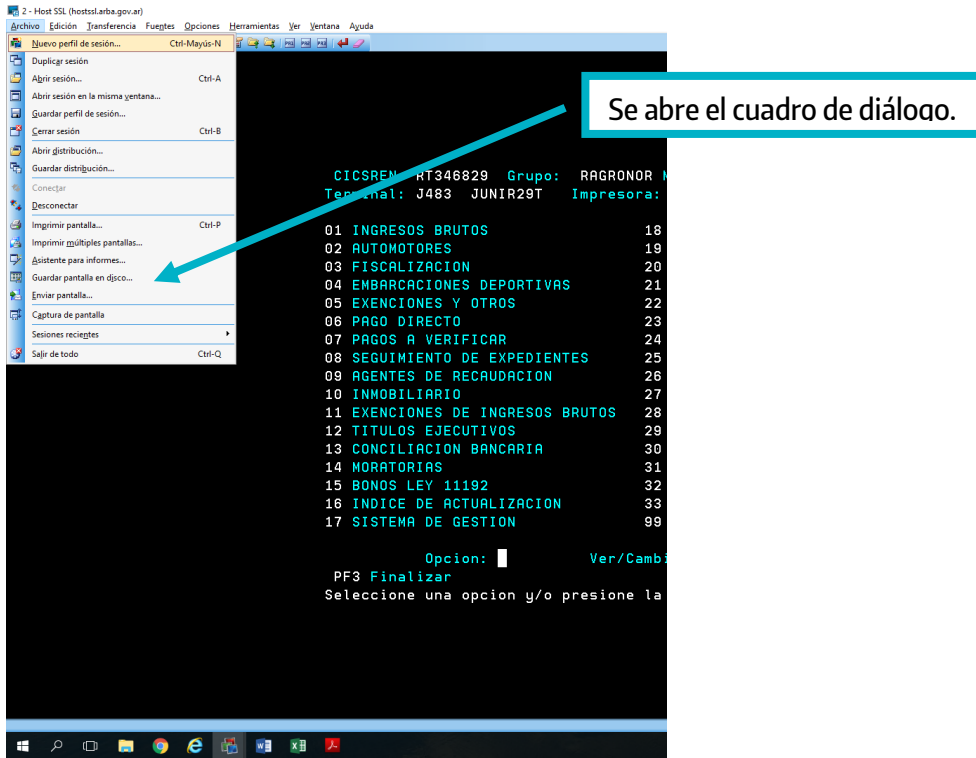 2 - Host SSL (hostssl.arba.gov.ar)
Archivo Edición Transferencia Fuentes Opciones Herramientas Ver Ventana Ayuda
Nuevo perfil de sesión... Ctrl-Mayús-N
Duplicar sesión
Abrir sesión... Ctrl-A
Abrir sesión en la misma ventana...
Guardar perfil de sesión...
Cerrar sesión Ctrl-B
Abrir distribución...
Guardar distribución...
Conectar
Desconectar
Imprimir pantalla... Ctrl-P
Imprimir múltiples pantallas...
Asistente para informes...
Guardar pantalla en disco...
Enviar pantalla...
Captura de pantalla
Sesiones recientes
Salir de todo Ctrl-Q
Se abre el cuadro de diálogo.
CICSREN RT346829 Grupo: RAGRONOR
Terminal: J483 JUNIR29T Impresora:
01 INGRESOS BRUTOS 18
02 AUTOMOTORES 19
03 FISCALIZACION 20
04 EMBARCACIONES DEPORTIVAS 21
05 EXENCIONES Y OTROS 22
06 PAGO DIRECTO 23
07 PAGOS A VERIFICAR 24
08 SEGUIMIENTO DE EXPEDIENTES 25
09 AGENTES DE RECAUDACION 26
10 INMOBILIARIO 27
11 EXENCIONES DE INGRESOS BRUTOS 28
12 TITULOS EJECUTIVOS 29
13 CONCILIACION BANCARIA 30
14 MORATORIAS 31
15 BONOS LEY 11192 32
16 INDICE DE ACTUALIZACION 33
17 SISTEMA DE GESTION 99
Opcion: Ver/Cambi
PF3 Finalizar
Seleccione una opcion y/o presione la